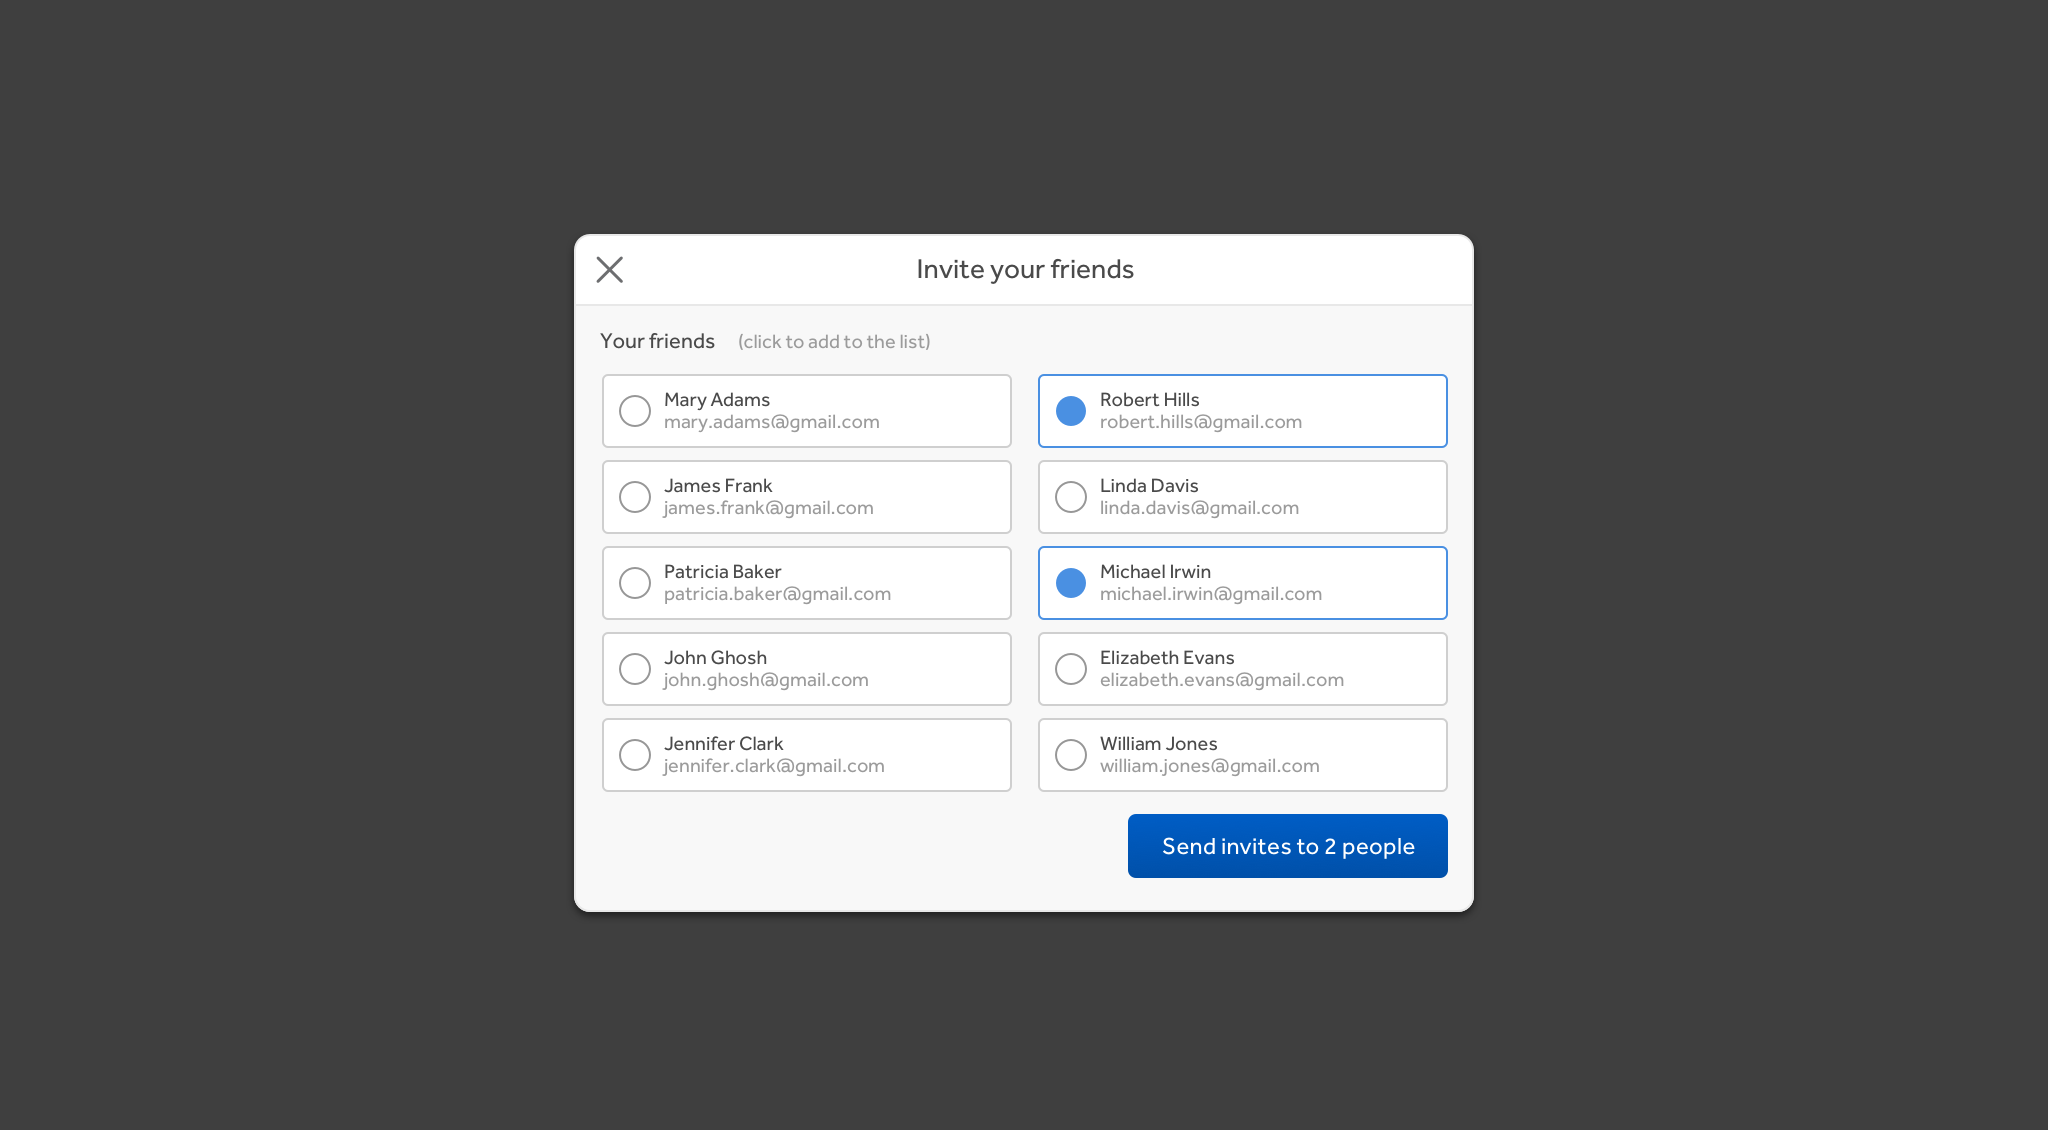 Invite your friends
Your friends (click to add to the list)
Mary Adams
mary.adams@gmail.com
Robert Hills
robert.hills@gmail.com
James Frank
james.frank@gmail.com
Linda Davis
linda.davis@gmail.com
Patricia Baker
patricia.baker@gmail.com
Michael Irwin
michael.irwin@gmail.com
John Ghosh
john.ghosh@gmail.com
Elizabeth Evans
elizabeth.evans@gmail.com
Jennifer Clark
jennifer.clark@gmail.com
William Jones
william.jones@gmail.com
Send invites to 2 people